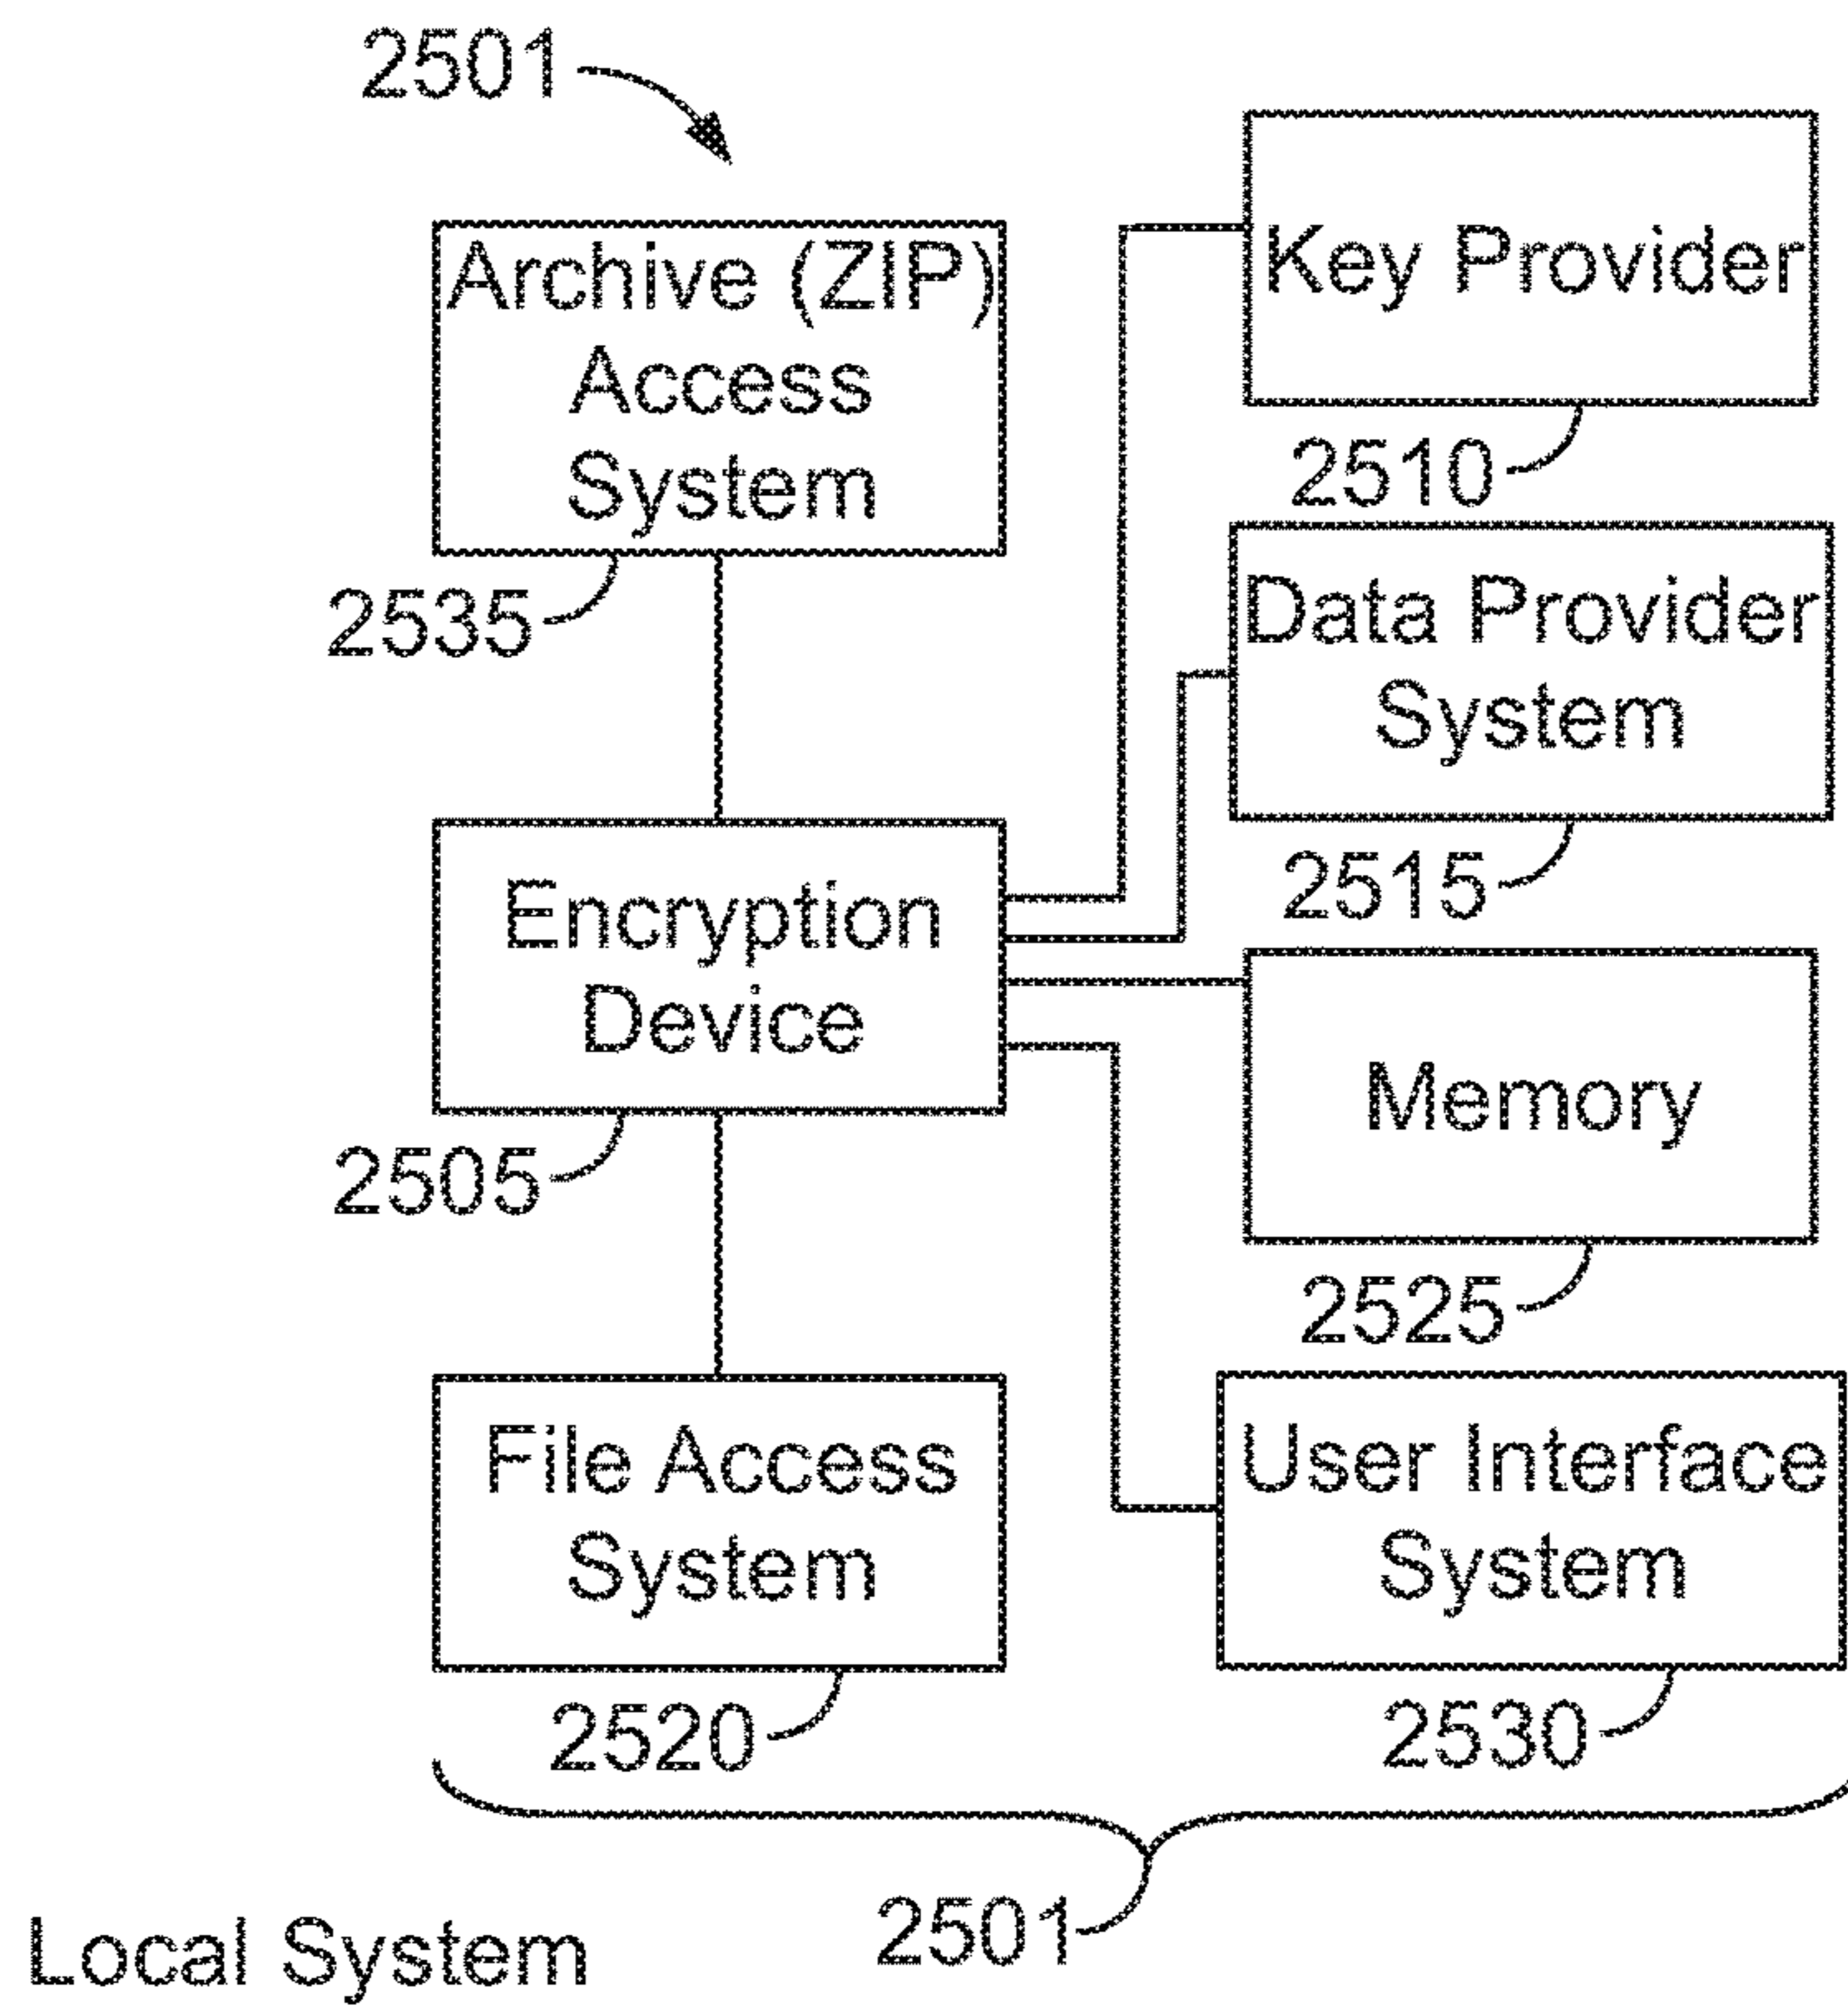 2501
Archive (ZIP)
Access
System
2535
Key Provider
2510
Data Provider
System
2515
Encryption
Device
2505
Memory
2525
File Access
System
2520
User Interface
System
2530
2501
Local System